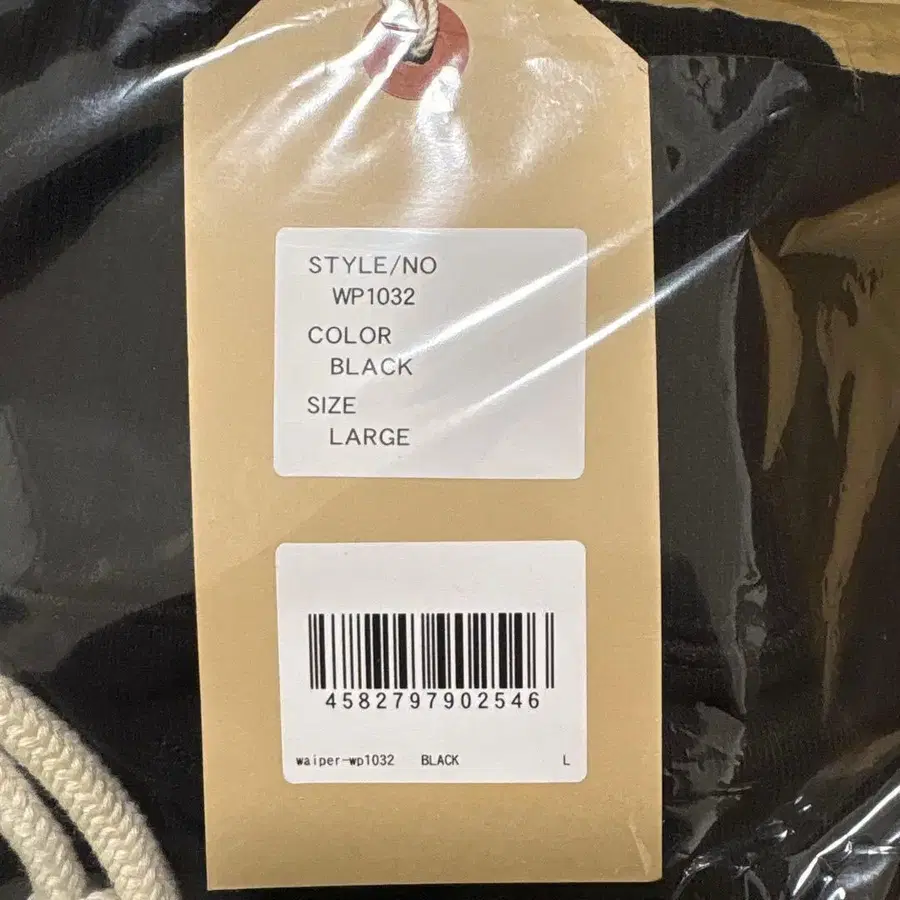 STYLE/NO
WP1032
COLOR
BLACK
SIZE
LARGE
4582797902546
waiper-wp1032 BLACK L